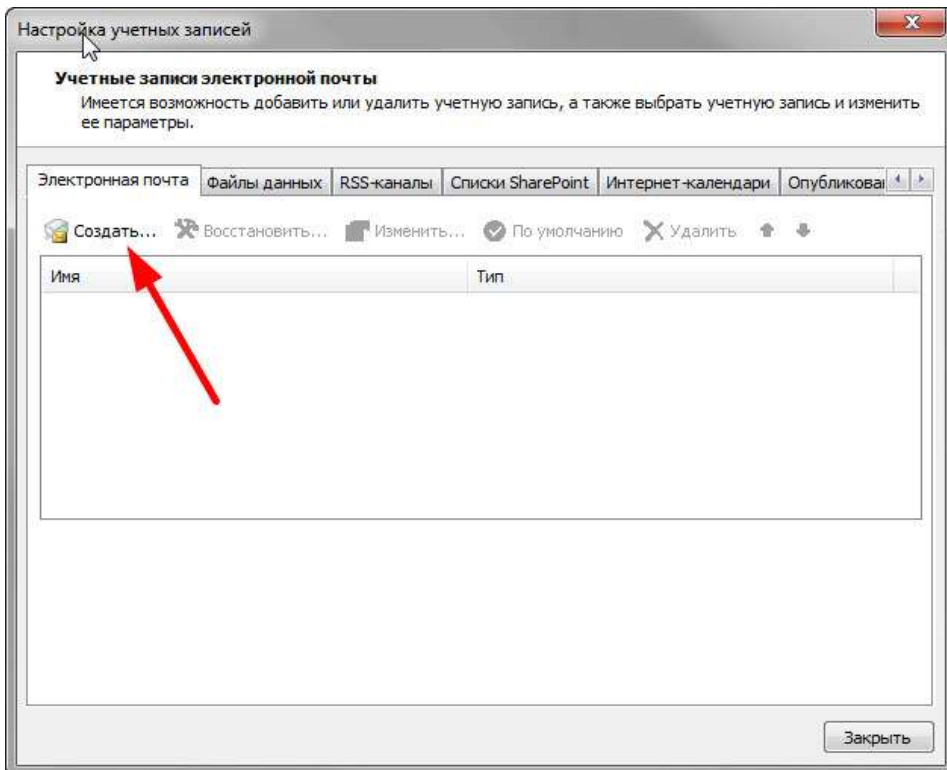 Настройка учетных записей
Учетные записи электронной почты
Имеется возможность добавить или удалить учетную запись, а также выбрать учетную запись и изменить
ее параметры.
Электронная почта Файлы данных RSS-каналы Списки SharePoint Интернет-календари Опубликован
Создать... Восстановить... Изменить... По умолчанию Удалить
Имя Тип
Закрыть